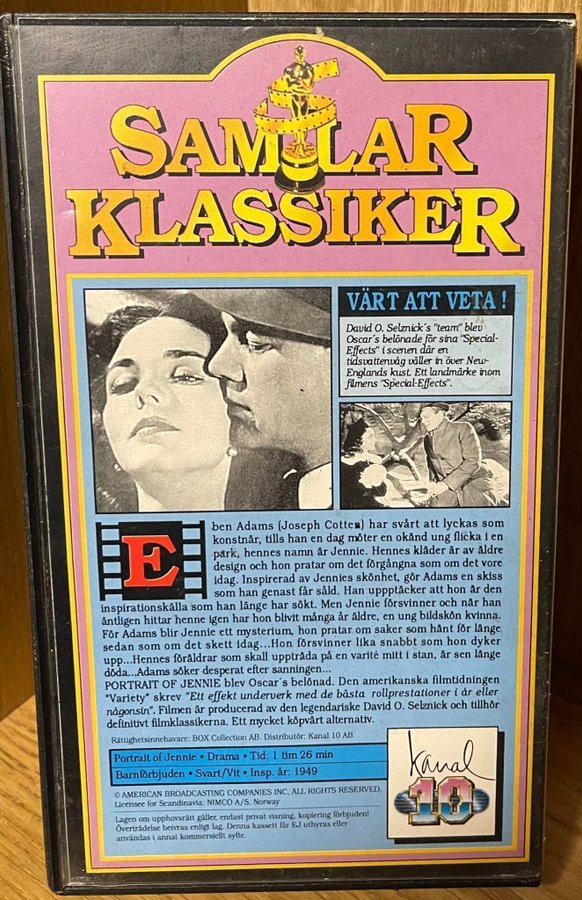 SAMLAR
KLASSIKER
VÄRT ATT VETA !
David O. Selznick's "team" blev
Oscar's belönade för sina "Special-
Effects" i scenen där en
tidsvattenvåg väller in över New-
Englands kust. Ett landmärke inom
filmens "Special-Effects".
E
ben Adams (Joseph Cotten) har svårt att lyckas som
konstnär, tills han en dag möter en okänd ung flicka i en
park, hennes namn är Jennie. Hennes kläder är av äldre
design och hon pratar om det förgångna som om det vore
idag. Inspirerad av Jennies skönhet, gör Adams en skiss
som han genast får såld. Han uppptäcker att hon är den
inspirationskälla som han länge har sökt. Men Jennie försvinner och när han
äntligen hittar henne igen har hon blivit många år äldre, en ung bildskön kvinna.
För Adams blir Jennie ett mysterium, hon pratar om saker som hänt för länge
sedan som om det skett idag...Hon försvinner lika snabbt som hon dyker
upp...Hennes föräldrar som skall uppträda på en varité mitt i stan, är sen länge
döda...Adams söker desperat efter sanningen...
PORTRAIT OF JENNIE blev Oscar's belönad. Den amerikanska filmtidningen
"Variety" skrev "Ett effekt underverk med de bästa rollprestationer i år eller
någonsin". Filmen är producerad av den legendariske David O. Selznick och tillhör
definitivt filmklassikerna. Ett mycket köpvärt alternativ.
Rättighetsinnehavare: BOX Collection AB. Distributör: Kanal 10 AB
Portrait of Jennie • Drama • Tid: 1 tim 26 min
Barnförbjuden • Svart/Vit • Insp. år: 1949
© AMERICAN BROADCASTING COMPANIES INC. ALL RIGHTS RESERVED.
Licensee for Scandinavia: NIMCO A/S, Norway
Lagen om upphovsrätt gäller, endast privat visning, kopiering förbjuden!
Övertrådelse beivras enligt lag. Denna kassett får EJ uthyras eller
användas i annat kommersiellt syfte.
Kanal
10